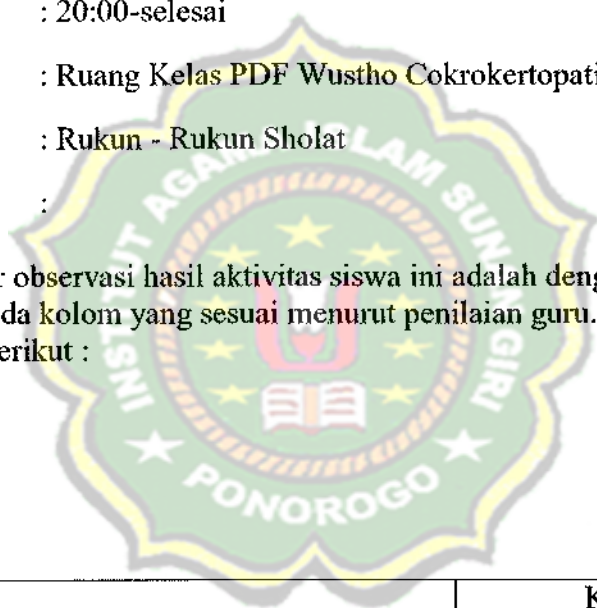 : 20:00-selesai
: Ruang Kelas PDF Wustho Cokrokertopati
: Rukun - Rukun Sholat
:
r observasi hasil aktivitas siswa ini adalah deng
da kolom yang sesuai menurut penilaian guru.
erikut :
INSTITUT AGAMA ISLAM SUNAN GIRI
PONOROGO
K